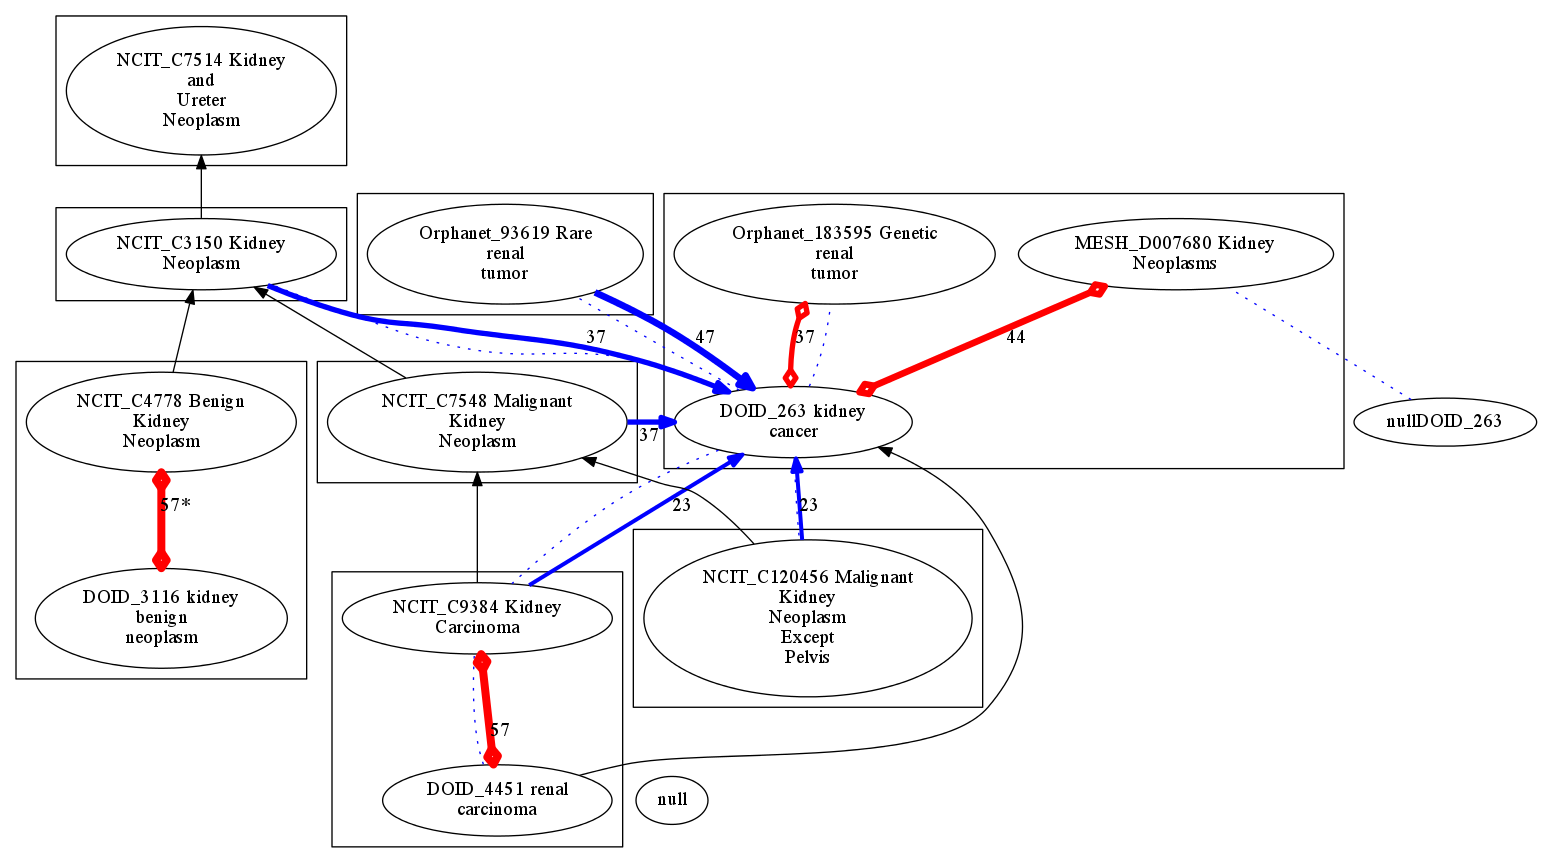 NCIT_C7514 Kidney
and
Ureter
Neoplasm
NCIT_C3150 Kidney
Neoplasm
Orphanet_93619 Rare
renal
tumor
Orphanet_183595 Genetic
renal
tumor
MESH_D007680 Kidney
Neoplasms
37
47
37
44
NCIT_C4778 Benign
Kidney
Neoplasm
NCIT_C7548 Malignant
Kidney
Neoplasm
37
DOID_263 kidney
cancer
nullDOID_263
57*
23
23
DOID_3116 kidney
benign
neoplasm
NCIT_C9384 Kidney
Carcinoma
NCIT_C120456 Malignant
Kidney
Neoplasm
Except
Pelvis
57
DOID_4451 renal
carcinoma
null